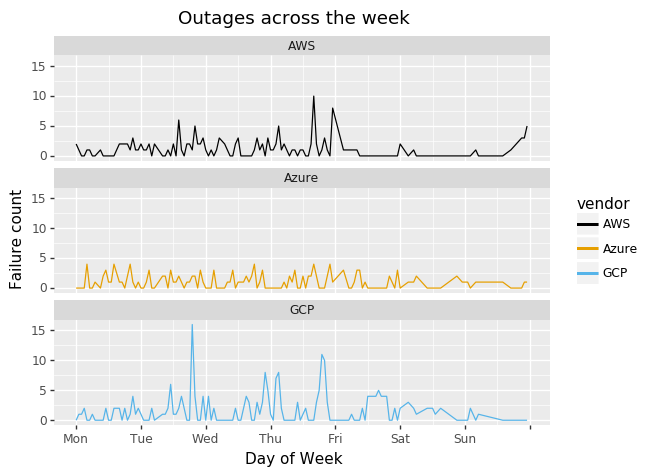 Outages across the week
AWS
15
10
5
0
Azure
15
10
5
0
GCP
15
10
5
0
Mon Tue Wed Thu Fri Sat Sun
Day of Week
Failure count
vendor
AWS
Azure
GCP